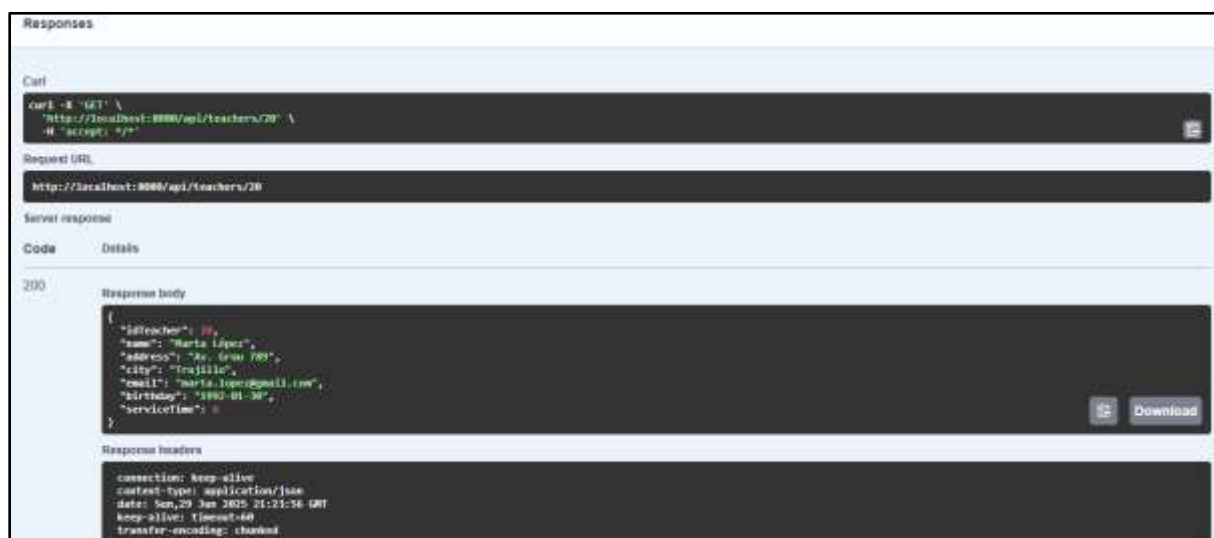 Responses
Curl
curl -X 'GET' \
'http://localhost:8080/api/teachers/20' \
-H 'accept: */*'
Request URL
http://localhost:8080/api/teachers/20
Server response
Code Details
200
Response body
{
"idTeacher": 20,
"name": "Marta López",
"address": "Av. Grau 789",
"city": "Trujillo",
"email": "marta.lopez@gmail.com",
"birthday": "1992-01-30",
"serviceTime":
}
Download
Response headers
connection: keep-alive
content-type: application/json
date: Sun,29 Jun 2025 21:21:56 GMT
keep-alive: timeout=60
transfer-encoding: chunked